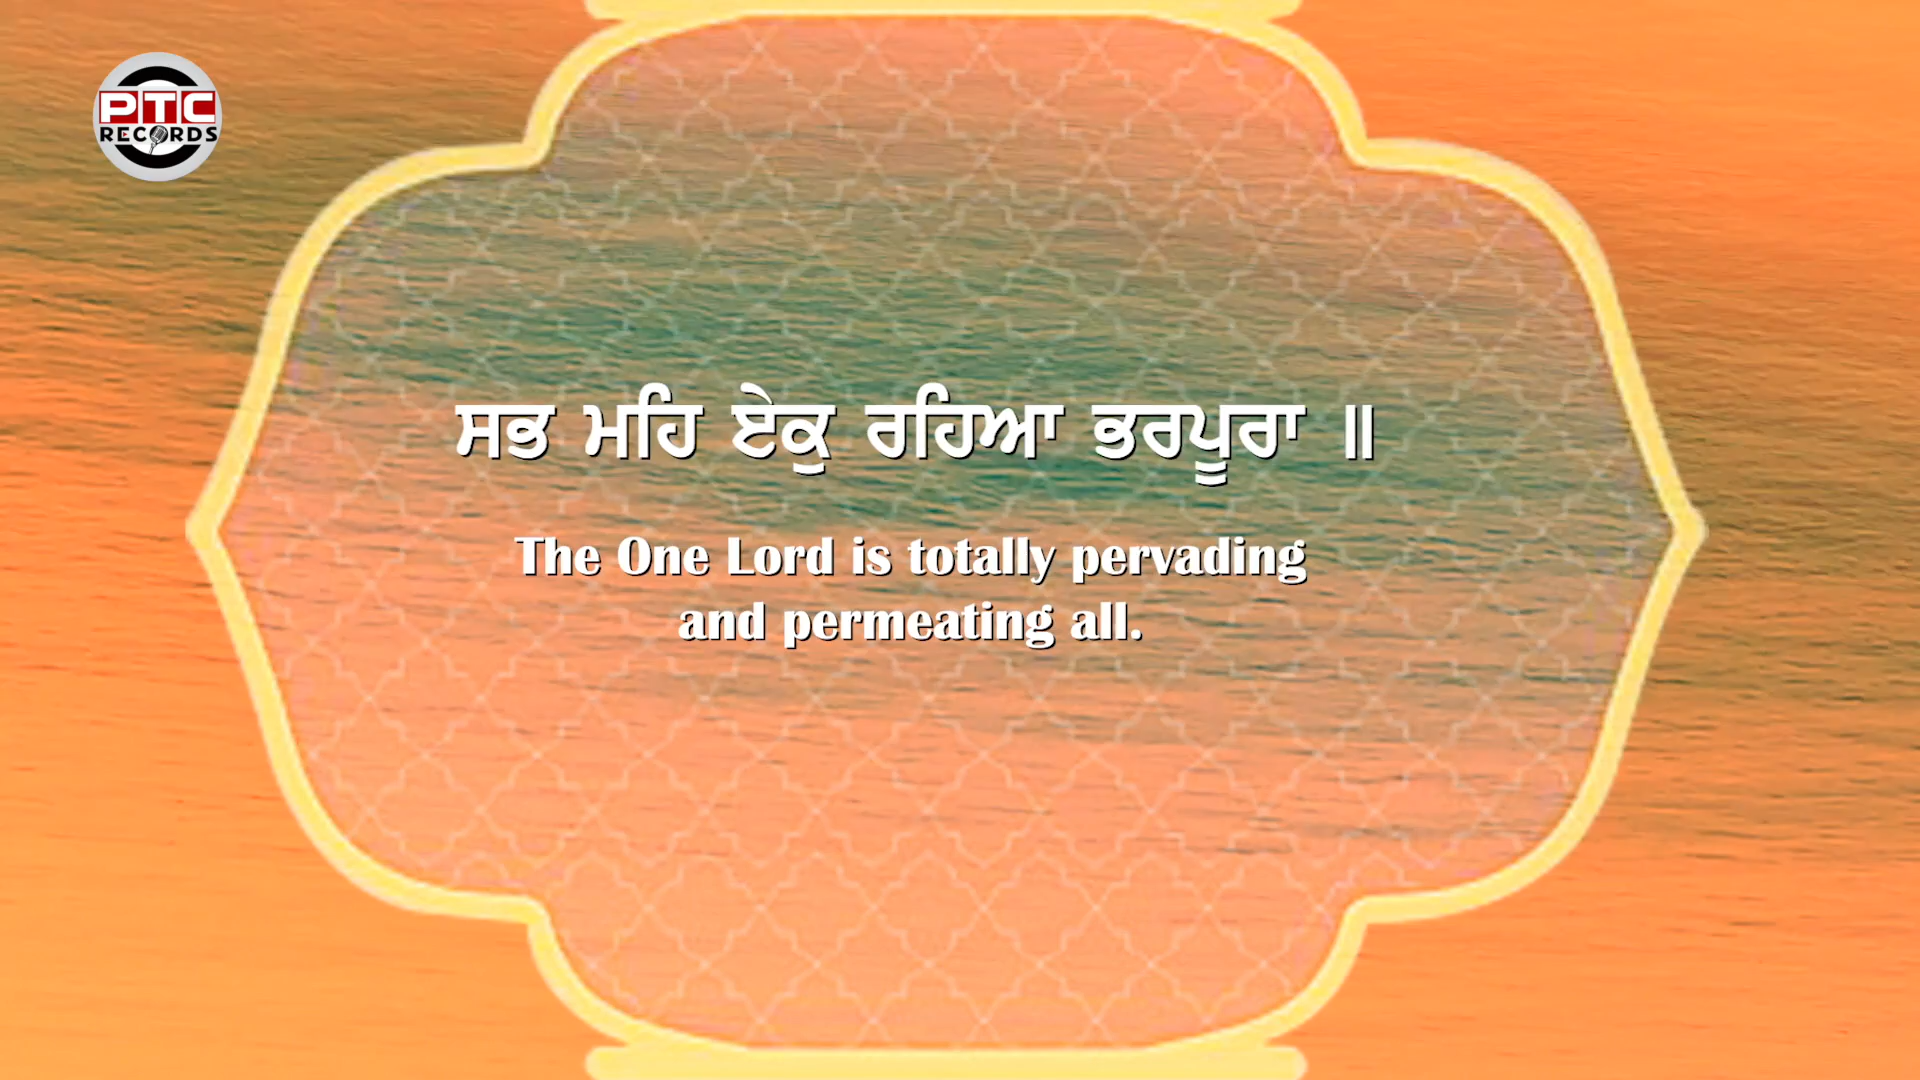 PTC
RECORDS
ਸਭ ਮਹਿ ਏਕੁ ਰਹਿਆ ਭਰਪੂਰਾ ॥
The One Lord is totally pervading
and permeating all.